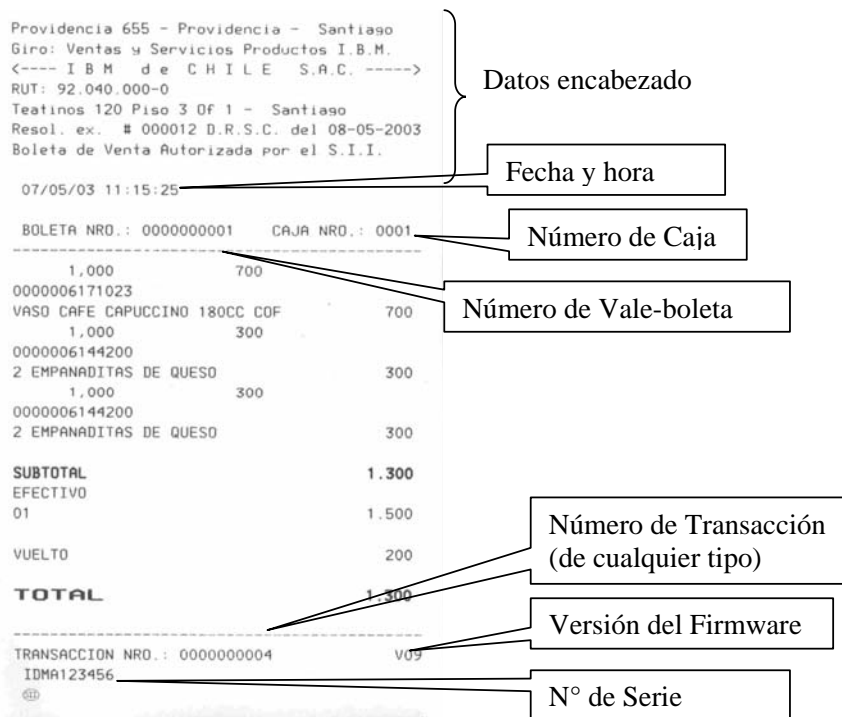 Providencia 655 - Providencia - Santiago
Giro: Ventas y Servicios Productos I.B.M.
<---- I B M d e C H I L E S.A.C. ----->
RUT: 92.040.000-0
Teatinos 120 Piso 3 Of 1 - Santiago
Resol. ex. # 000012 D.R.S.C. del 08-05-2003
Boleta de Venta Autorizada por el S.I.I.
Datos encabezado
07/05/03 11:15:25
Fecha y hora
BOLETA NRO.: 0000000001 CAJA NRO.: 0001
Número de Caja
1,000 700
0000006171023
VASO CAFE CAPUCCINO 180CC COF 700
Número de Vale-boleta
1,000 300
0000006144200
2 EMPANADITAS DE QUESO 300
1,000 300
0000006144200
2 EMPANADITAS DE QUESO 300
SUBTOTAL 1.300
EFECTIVO
01 1.500
VUELTO 200
Número de Transacción
(de cualquier tipo)
TOTAL 1.300
Versión del Firmware
TRANSACCION NRO.: 0000000004 V09
IDMA123456
N° de Serie